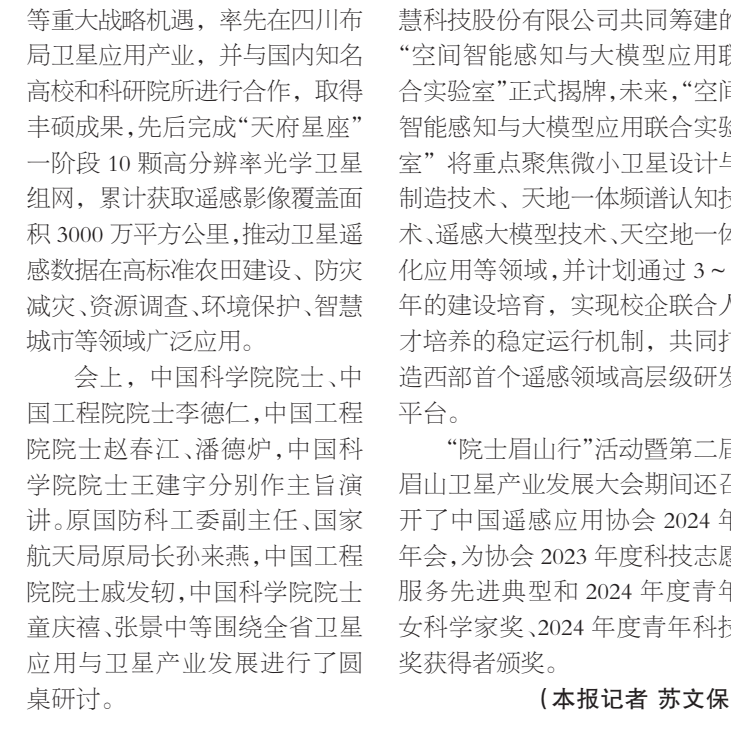 等重大战略机遇，率先在四川布
局卫星应用产业，并与国内知名
高校和科研院所进行合作，取得
丰硕成果，先后完成“天府星座”
一阶段 10 颗高分辨率光学卫星
组网，累计获取遥感影像覆盖面
积 3000 万平方公里，推动卫星遥
感数据在高标准农田建设、防灾
减灾、资源调查、环境保护、智慧
城市等领域广泛应用。
会上，中国科学院院士、中
国工程院院士李德仁，中国工程
院院士赵春江、潘德炉，中国科
学院院士王建宇分别作主旨演
讲。原国防科工委副主任、国家
航天局原局长孙来燕，中国工程
院院士戚发轫，中国科学院院士
童庆禧、张景中等围绕全省卫星
应用与卫星产业发展进行了圆
桌研讨。
慧科技股份有限公司共同筹建的
“空间智能感知与大模型应用联
合实验室”正式揭牌，未来，“空间
智能感知与大模型应用联合实验
室”将重点聚焦微小卫星设计与
制造技术、天地一体频谱认知技
术、遥感大模型技术、天空地一体
化应用等领域，并计划通过 3～
年的建设培育，实现校企联合人
才培养的稳定运行机制，共同打
造西部首个遥感领域高层级研发
平台。
“院士眉山行”活动暨第二届
眉山卫星产业发展大会期间还召
开了中国遥感应用协会 2024 年
年会，为协会 2023 年度科技志愿
服务先进典型和 2024 年度青年
女科学家奖、2024 年度青年科技
奖获得者颁奖。
（本报记者 苏文保